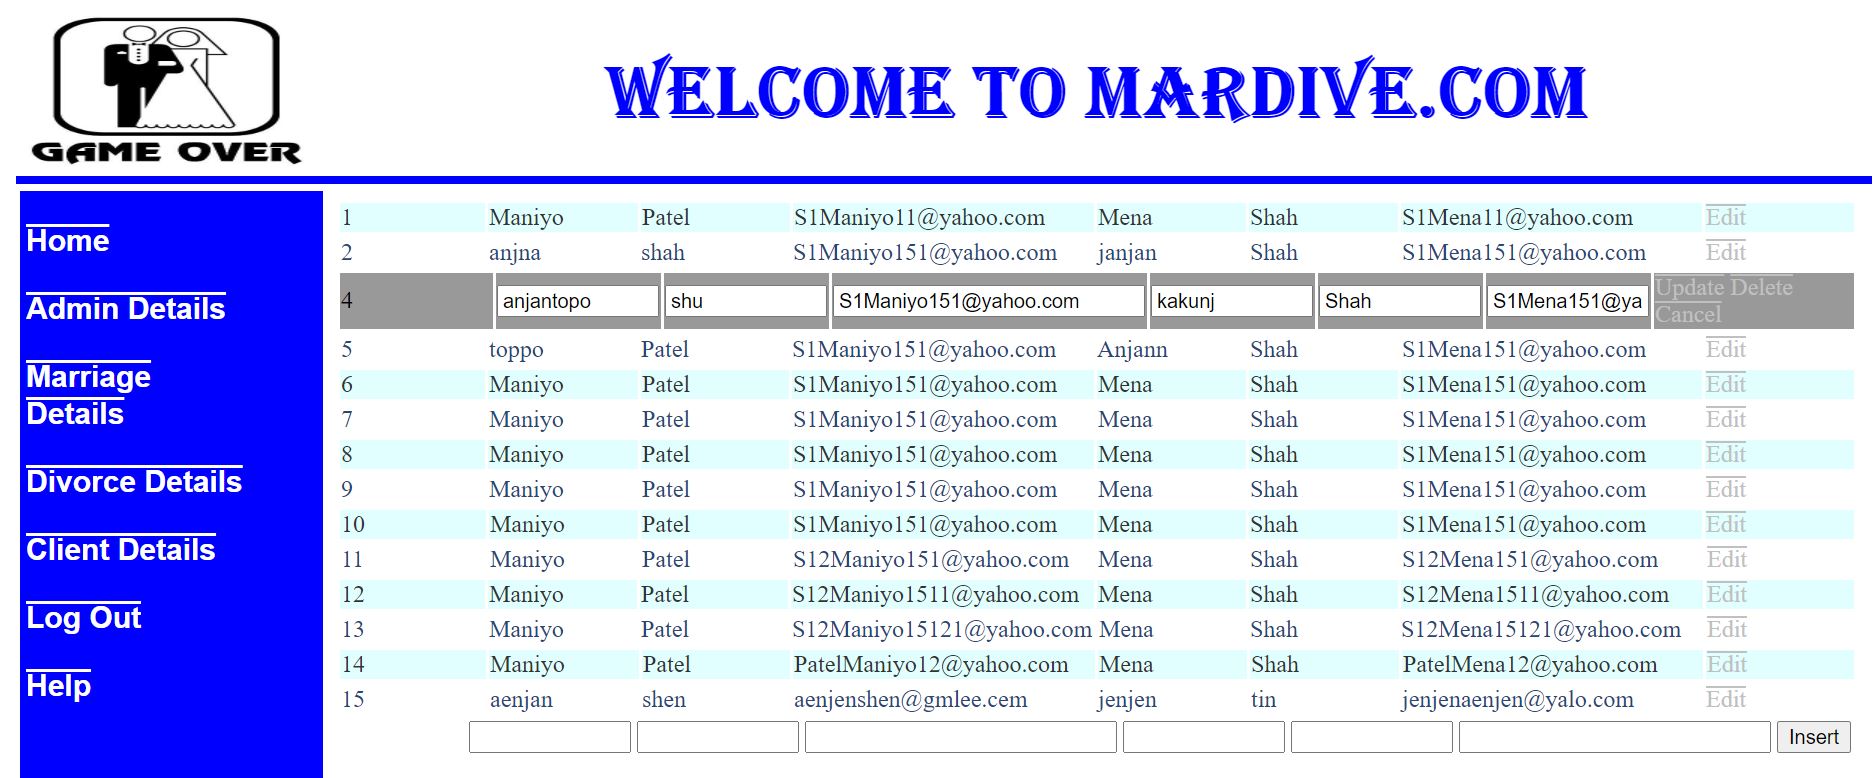 GAME OVER
WELCOME TO MARDIVE.COM
Home
Admin Details
Marriage
Details
Divorce Details
Client Details
Log Out
Help
1 Maniyo Patel S1Maniyo11@yahoo.com Mena Shah S1Mena11@yahoo.com Edit
2 anjna shah S1Maniyo151@yahoo.com janjan Shah S1Mena151@yahoo.com Edit
4 anjantopo shu S1Maniyo151@yahoo.com kakunj Shah S1Mena151@ya Update Delete
Cancel
5 toppo Patel S1Maniyo151@yahoo.com Anjann Shah S1Mena151@yahoo.com Edit
6 Maniyo Patel S1Maniyo151@yahoo.com Mena Shah S1Mena151@yahoo.com Edit
7 Maniyo Patel S1Maniyo151@yahoo.com Mena Shah S1Mena151@yahoo.com Edit
8 Maniyo Patel S1Maniyo151@yahoo.com Mena Shah S1Mena151@yahoo.com Edit
9 Maniyo Patel S1Maniyo151@yahoo.com Mena Shah S1Mena151@yahoo.com Edit
10 Maniyo Patel S1Maniyo151@yahoo.com Mena Shah S1Mena151@yahoo.com Edit
11 Maniyo Patel S12Maniyo151@yahoo.com Mena Shah S12Mena151@yahoo.com Edit
12 Maniyo Patel S12Maniyo1511@yahoo.com Mena Shah S12Mena1511@yahoo.com Edit
13 Maniyo Patel S12Maniyo15121@yahoo.com Mena Shah S12Mena15121@yahoo.com Edit
14 Maniyo Patel PatelManiyo12@yahoo.com Mena Shah PatelMena12@yahoo.com Edit
15 aenjan shen aenjenshen@gmlee.cem jenjen tin jenjenaenjen@yalo.com Edit
Insert